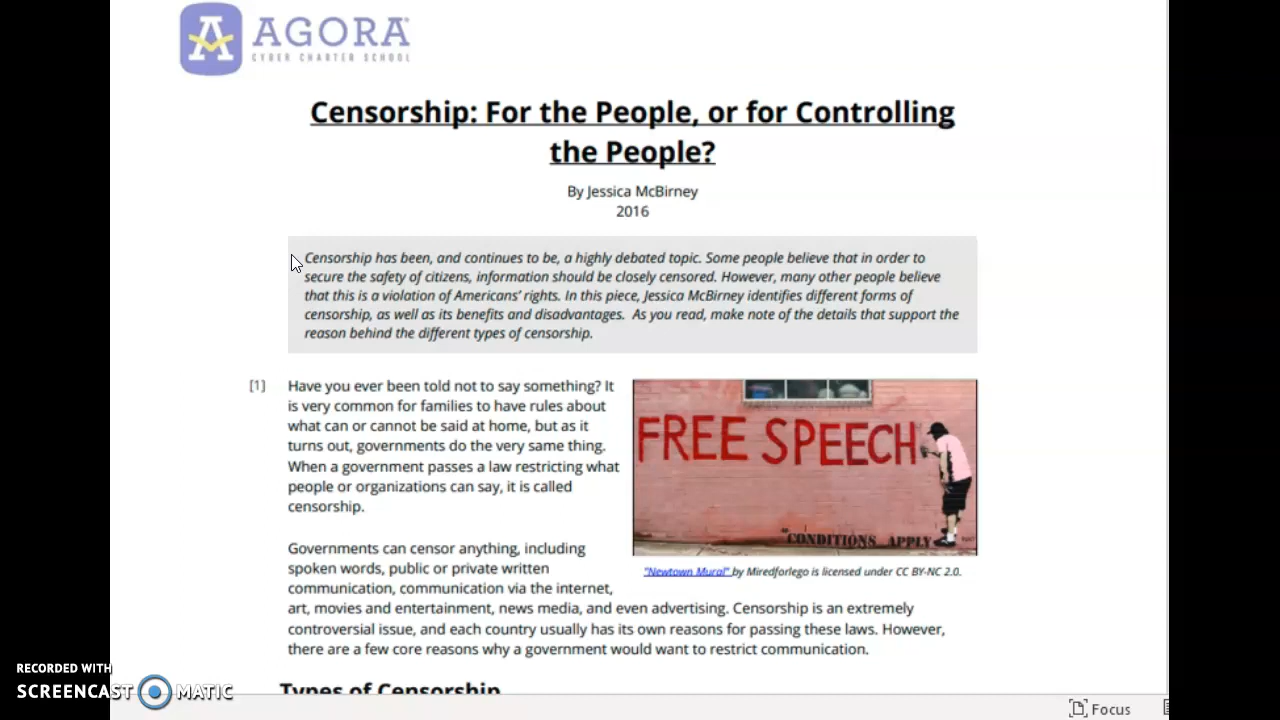 AGORA
CYBER CHARTER SCHOOL
Censorship: For the People, or for Controlling
the People?
By Jessica McBirney
2016
Censorship has been, and continues to be, a highly debated topic. Some people believe that in order to
secure the safety of citizens, information should be closely censored. However, many other people believe
that this is a violation of Americans' rights. In this piece, Jessica McBirney identifies different forms of
censorship, as well as its benefits and disadvantages. As you read, make note of the details that support the
reason behind the different types of censorship.
[1] Have you ever been told not to say something? It
is very common for families to have rules about
what can or cannot be said at home, but as it
turns out, governments do the very same thing.
When a government passes a law restricting what
people or organizations can say, it is called
censorship.
FREE SPEECH
*CONDITIONS APPLY
"Newtown Mural" by Miredforlego is licensed under CC BY-NC 2.0.
Governments can censor anything, including
spoken words, public or private written
communication, communication via the internet,
art, movies and entertainment, news media, and even advertising. Censorship is an extremely
controversial issue, and each country usually has its own reasons for passing these laws. However,
there are a few core reasons why a government would want to restrict communication.
Types of Censorship
RECORDED WITH
SCREENCAST MATIC
Focus